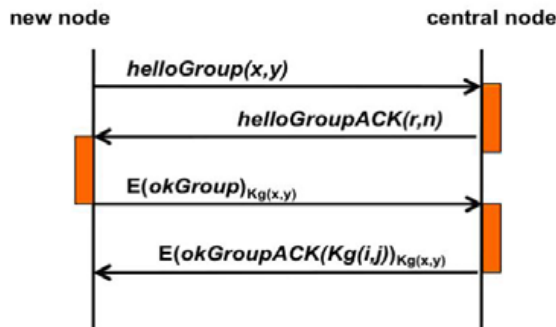 new node
central node
helloGroup(x,y)
helloGroupACK(r,n)
E(okGroup)Kg(x,y)
E(okGroupACK(Kg(i,j))Kg(x,y)